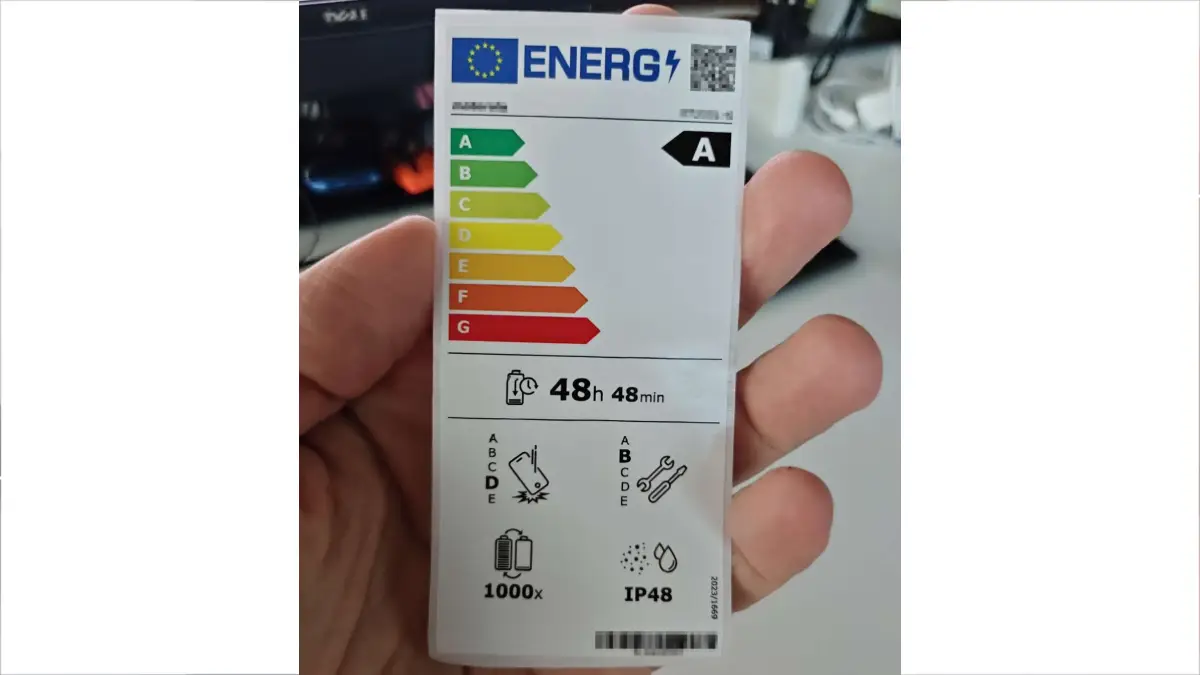 ENERG
A
A
B
C
D
E
F
G
48h 48min
A
B
C
D
E
A
B
C
D
E
1000x
IP48
2023/1669